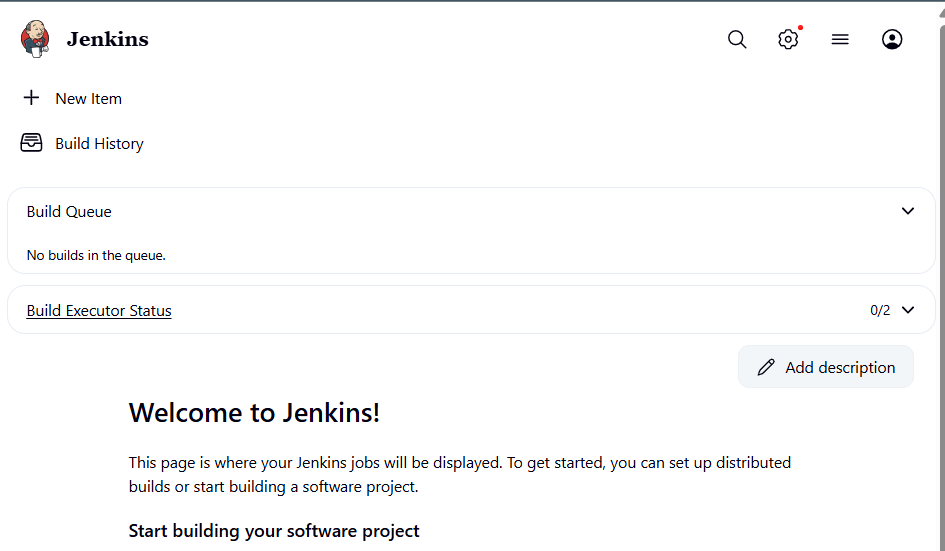 Jenkins
New Item
Build History
Build Queue
No builds in the queue.
Build Executor Status
0/2
Add description
Welcome to Jenkins!
This page is where your Jenkins jobs will be displayed. To get started, you can set up distributed
builds or start building a software project.
Start building your software project